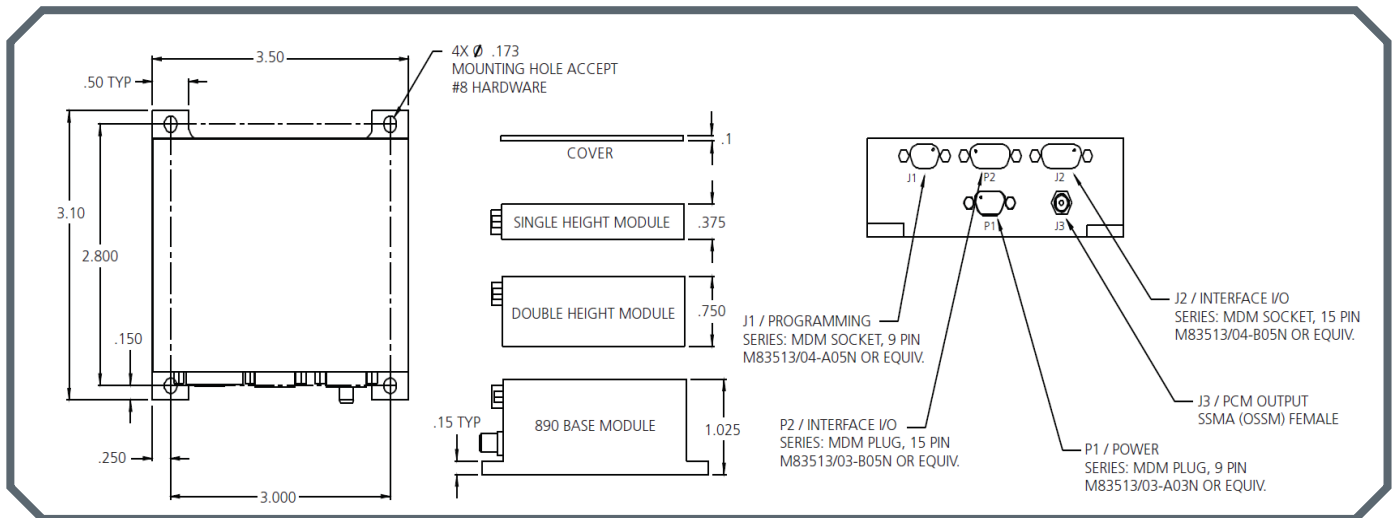 3.50
.50 TYP
4X Ø .173
MOUNTING HOLE ACCEPT
#8 HARDWARE
3.10
2.800
.150
.250
3.000
COVER
.1
SINGLE HEIGHT MODULE
.375
DOUBLE HEIGHT MODULE
.750
890 BASE MODULE
.15 TYP
1.025
J1
P2
J2
P1
J3
J1 / PROGRAMMING
SERIES: MDM SOCKET, 9 PIN
M83513/04-A05N OR EQUIV.
P2 / INTERFACE I/O
SERIES: MDM PLUG, 15 PIN
M83513/03-B05N OR EQUIV.
J2 / INTERFACE I/O
SERIES: MDM SOCKET, 15 PIN
M83513/04-B05N OR EQUIV.
J3 / PCM OUTPUT
SSMA (OSSM) FEMALE
P1 / POWER
SERIES: MDM PLUG, 9 PIN
M83513/03-A03N OR EQUIV.